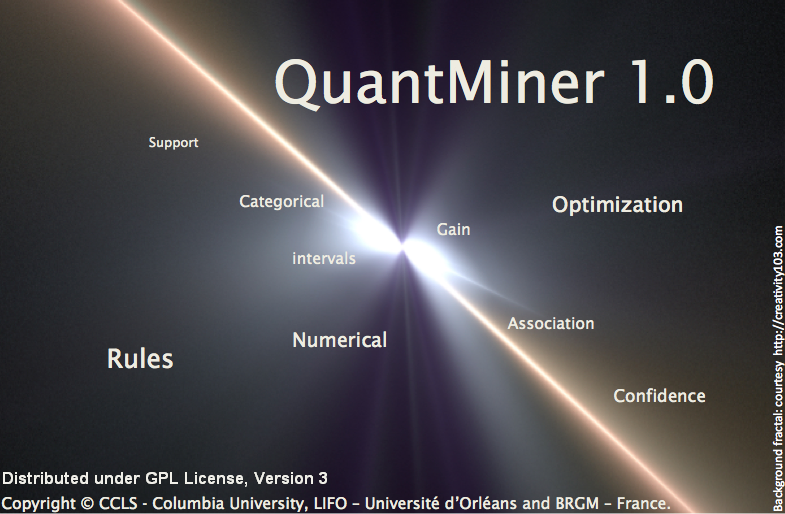 QuantMiner 1.0
Support
Categorical
Optimization
Gain
intervals
Association
Numerical
Rules
Confidence
Background fractal: courtesy http://creativity103.com
Distributed under GPL License, Version 3
Copyright © CCLS - Columbia University, LIFO – Université d’Orléans and BRGM – France.